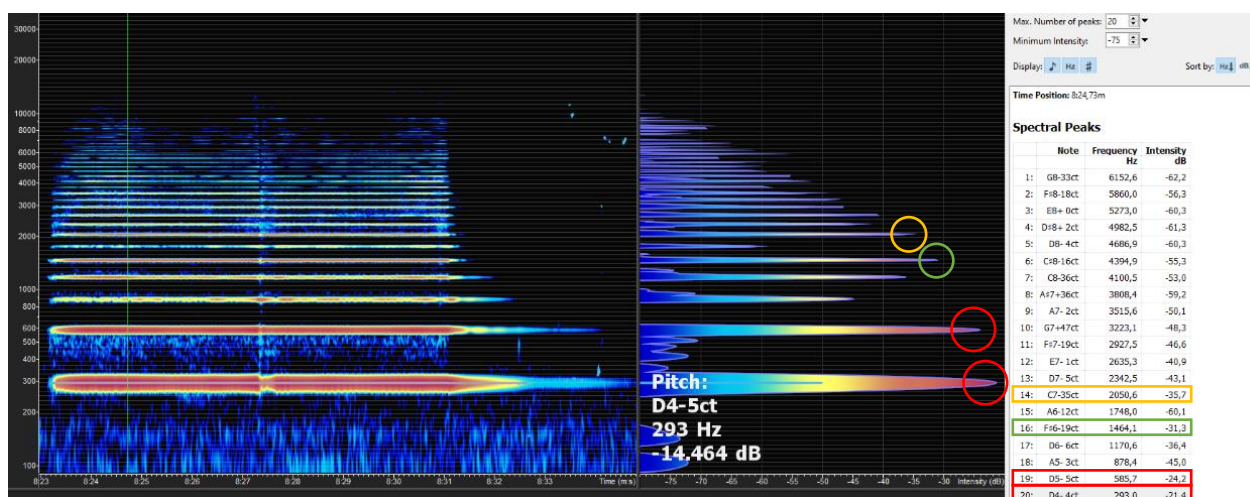 Max. Number of peaks: 20
Minimum Intensity: -75
Display: Hz # Sort by: Hz dB
Time Position: 8:24,73m
Spectral Peaks
Note Frequency Hz Intensity dB
1: G8-33ct 6152,6 -62,2
2: F♯8-18ct 5860,0 -56,3
3: E8+ 0ct 5273,0 -60,3
4: D♯8+ 2ct 4982,5 -61,3
5: D8- 4ct 4686,9 -60,3
6: C♯8-16ct 4394,9 -55,3
7: C8-36ct 4100,5 -53,0
8: A♯7+36ct 3808,4 -59,2
9: A7- 2ct 3515,6 -50,1
10: G7+47ct 3223,1 -48,3
11: F♯7-19ct 2927,5 -46,6
12: E7- 1ct 2635,3 -40,9
13: D7- 5ct 2342,5 -43,1
14: C7-35ct 2050,6 -35,7
15: A6-12ct 1748,0 -60,1
16: F♯6-19ct 1464,1 -31,3
17: D6- 6ct 1170,6 -36,4
18: A5- 3ct 878,4 -45,0
19: D5- 5ct 585,7 -24,2
20: D4- 4ct 293,0 -21,4
30000
20000
10000
8000
6000
5000
4000
3000
2000
1000
800
600
500
400
300
200
100
Pitch:
D4-5ct
293 Hz
-14.464 dB
8:23 8:24 8:25 8:26 8:27 8:28 8:29 8:30 8:31 8:32 8:33 Time (m:s)
-75 -70 -65 -60 -55 -50 -45 -40 -35 -30 Intensity (dB)